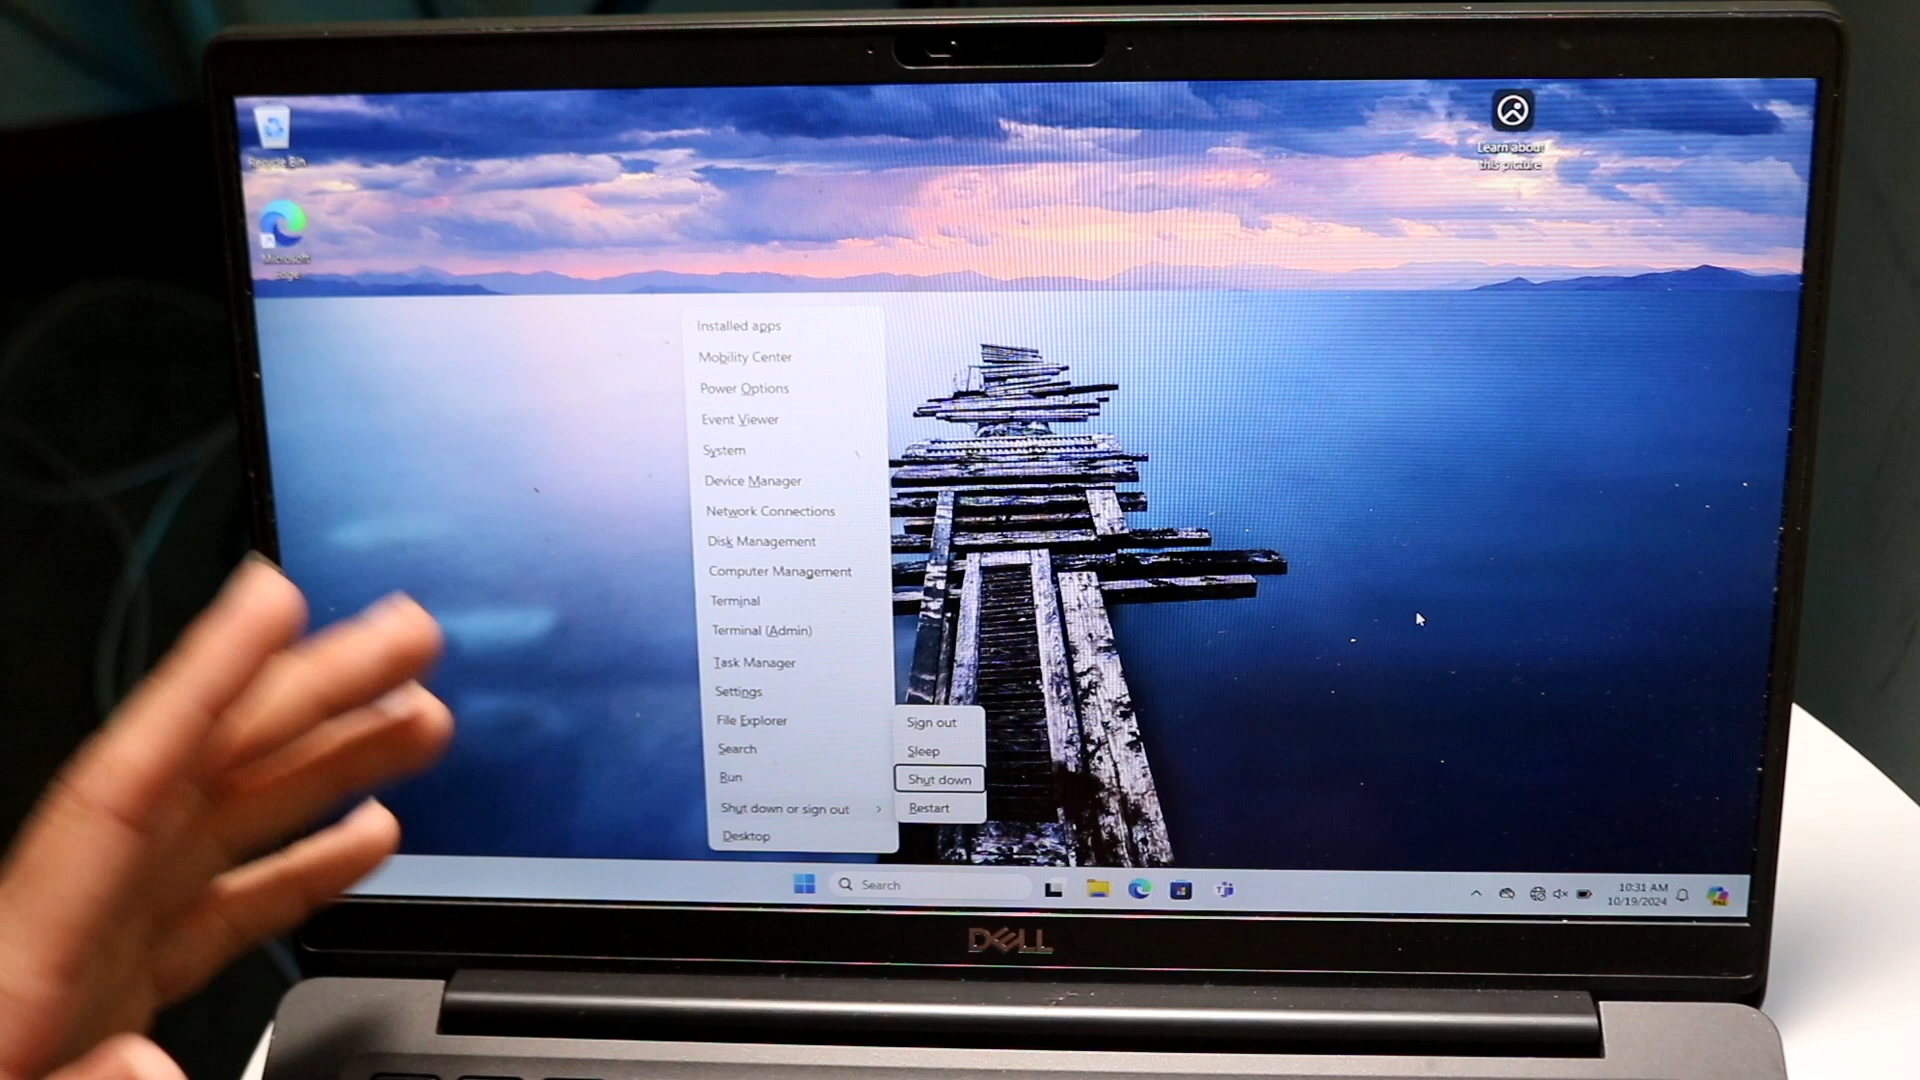 Recycle Bin
Learn about
this picture
Microsoft
Edge
Installed apps
Mobility Center
Power Options
Event Viewer
System
Device Manager
Network Connections
Disk Management
Computer Management
Terminal
Terminal (Admin)
Task Manager
Settings
File Explorer
Search
Run
Shut down or sign out
Desktop
Sign out
Sleep
Shut down
Restart
Search
10:31 AM
10/19/2024
DELL